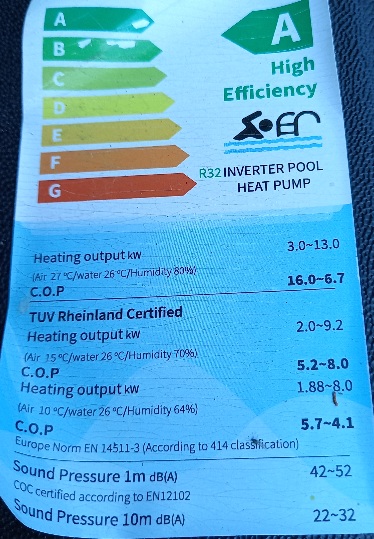 A
B
C
D
E
F
G
A
High
Efficiency
R32 INVERTER POOL
HEAT PUMP
Heating output kw 3.0~13.0
(Air 27 ℃/water 26 ℃/Humidity 80%)
C.O.P 16.0~6.7
TUV Rheinland Certified
Heating output kw 2.0~9.2
(Air 15 ℃/water 26 ℃/Humidity 70%)
C.O.P 5.2~8.0
Heating output kw 1.88~8.0
(Air 10 ℃/water 26 ℃/Humidity 64%)
C.O.P 5.7~4.1
Europe Norm EN 14511-3 (According to 414 classification)
Sound Pressure 1m dB(A) 42~52
COC certified according to EN12102
Sound Pressure 10m dB(A) 22~32